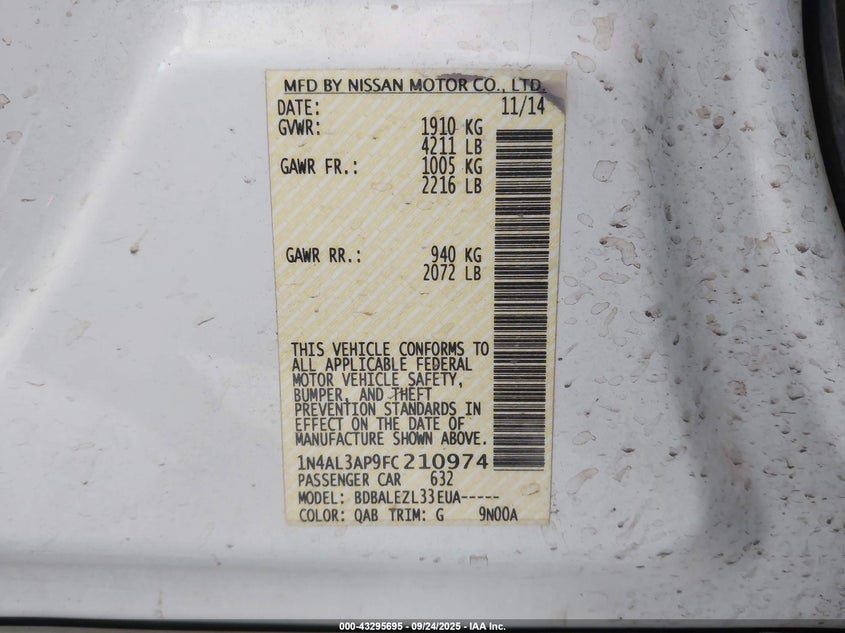 MFD BY NISSAN MOTOR CO., LTD.
DATE: 11/14
GVWR: 1910 KG
4211 LB
GAWR FR.: 1005 KG
2216 LB
GAWR RR.: 940 KG
2072 LB
THIS VEHICLE CONFORMS TO
ALL APPLICABLE FEDERAL
MOTOR VEHICLE SAFETY,
BUMPER, AND THEFT
PREVENTION STANDARDS IN
EFFECT ON THE DATE OF
MANUFACTURE SHOWN ABOVE.
1N4AL3AP9FC210974
PASSENGER CAR 632
MODEL: BDBALEZL33EUA-----
COLOR: QAB TRIM: G 9N00A
000-43295695 - 09/24/2025 - IAA Inc.